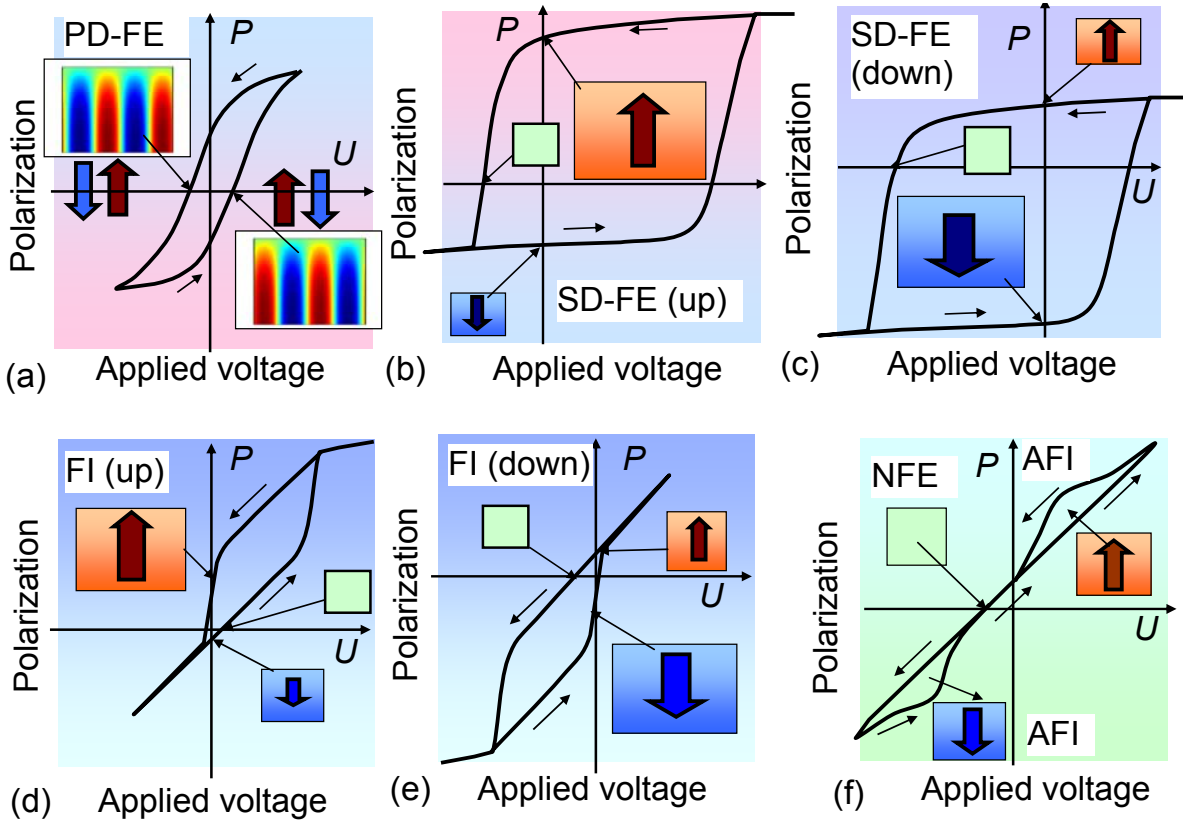 PD-FE
P
U
Polarization
Applied voltage
(a)
P
U
SD-FE (up)
Polarization
Applied voltage
(b)
SD-FE
(down)
P
U
Polarization
Applied voltage
(c)
FI (up)
P
U
Polarization
Applied voltage
(d)
FI (down)
P
U
Polarization
Applied voltage
(e)
NFE
P
AFI
U
AFI
Polarization
Applied voltage
(f)